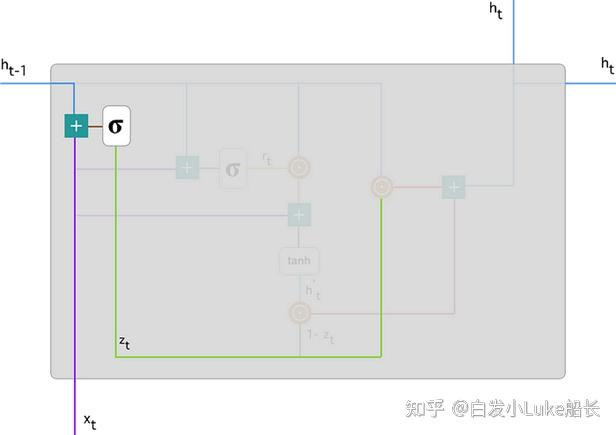 h_t
h_t-1
h_t
+
σ
r_t
+
σ
+
+
tanh
h'_t
1- z_t
z_t
x_t
知乎 @白发小Luke船长